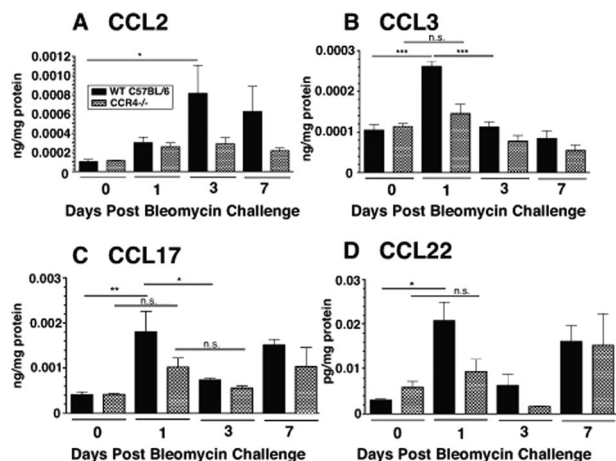 A CCL2
*
0.0012
0.0010
0.0008
0.0006
0.0004
0.0002
0
ng/mg protein
WT C57BL/6
CCR4-/-
0 1 3 7
Days Post Bleomycin Challenge
B CCL3
n.s.
*** ***
0.0003
0.0002
0.0001
0
ng/mg protein
0 1 3 7
Days Post Bleomycin Challenge
C CCL17
0.003
0.002
0.001
0
ng/mg protein
** *
n.s.
n.s.
0 1 3 7
Days Post Bleomycin Challenge
D CCL22
0.03
0.02
0.01
0
pg/mg protein
*
n.s.
0 1 3 7
Days Post Bleomycin Challenge